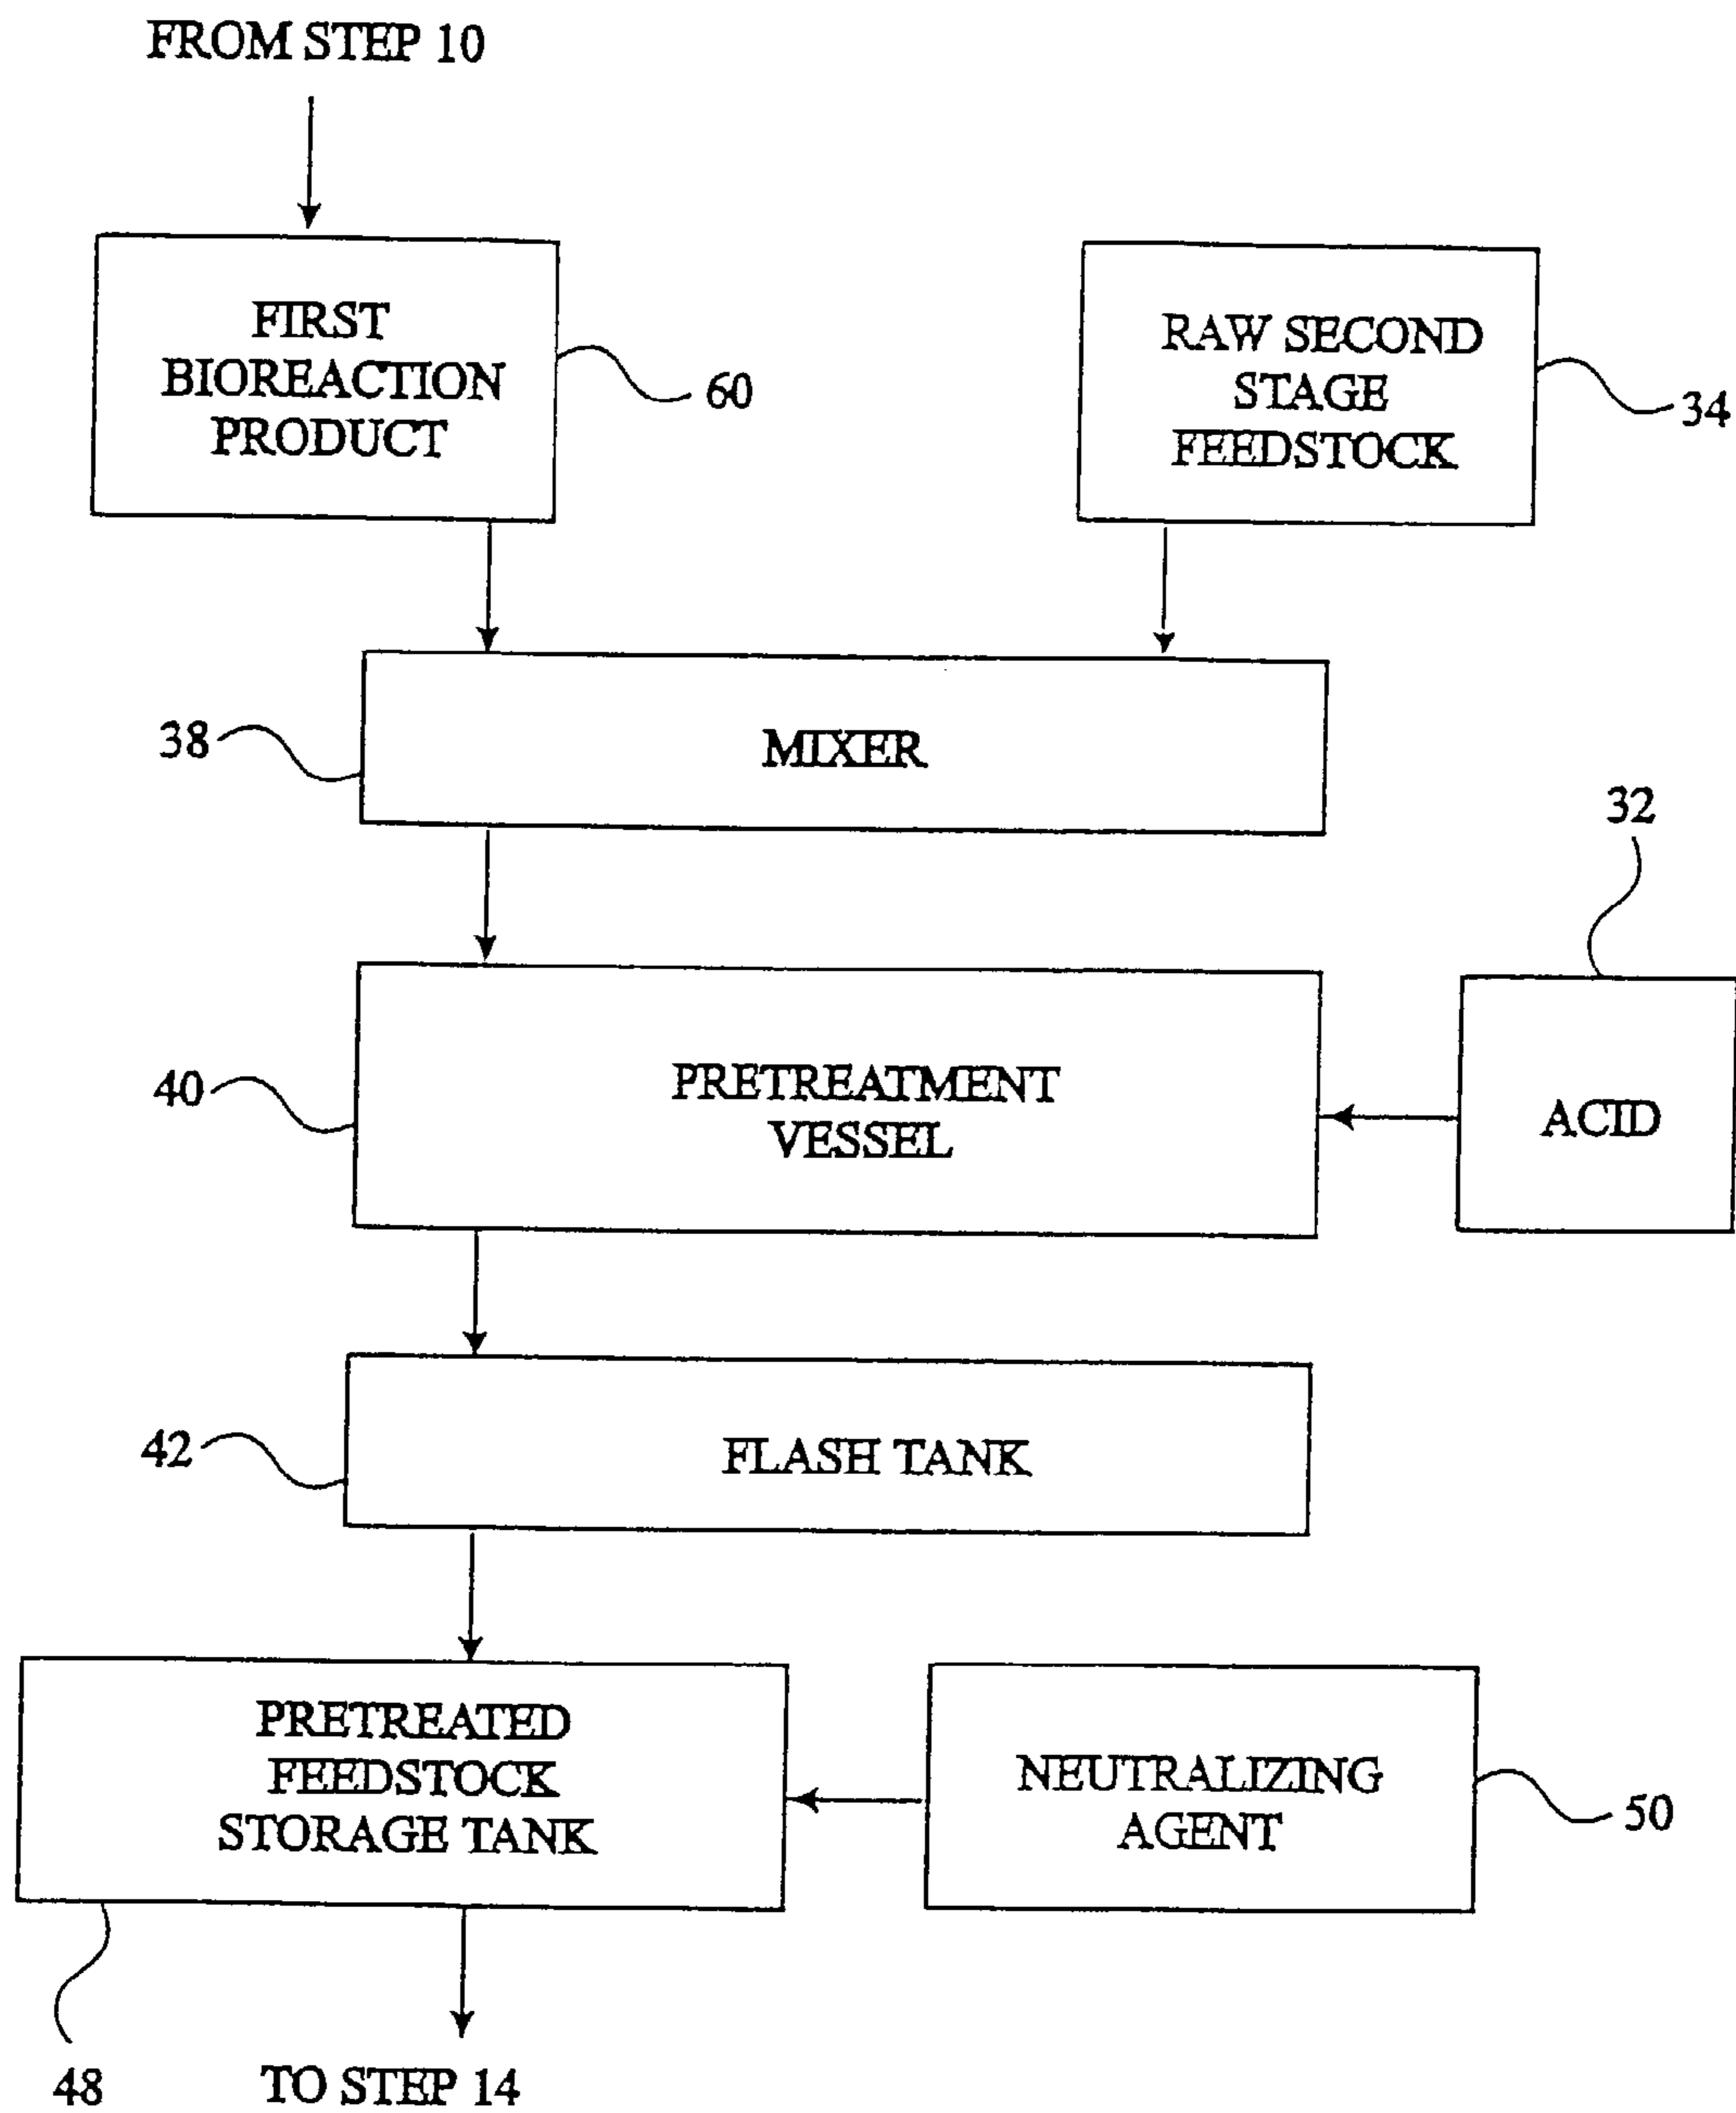 FROM STEP 10
FIRST
BIOREACTION
PRODUCT
60
RAW SECOND
STAGE
FEEDSTOCK
34
38
MIXER
32
40
PRETREATMENT
VESSEL
ACID
42
FLASH TANK
PRETREATED
FEEDSTOCK
STORAGE TANK
NEUTRALIZING
AGENT
50
48
TO STEP 14